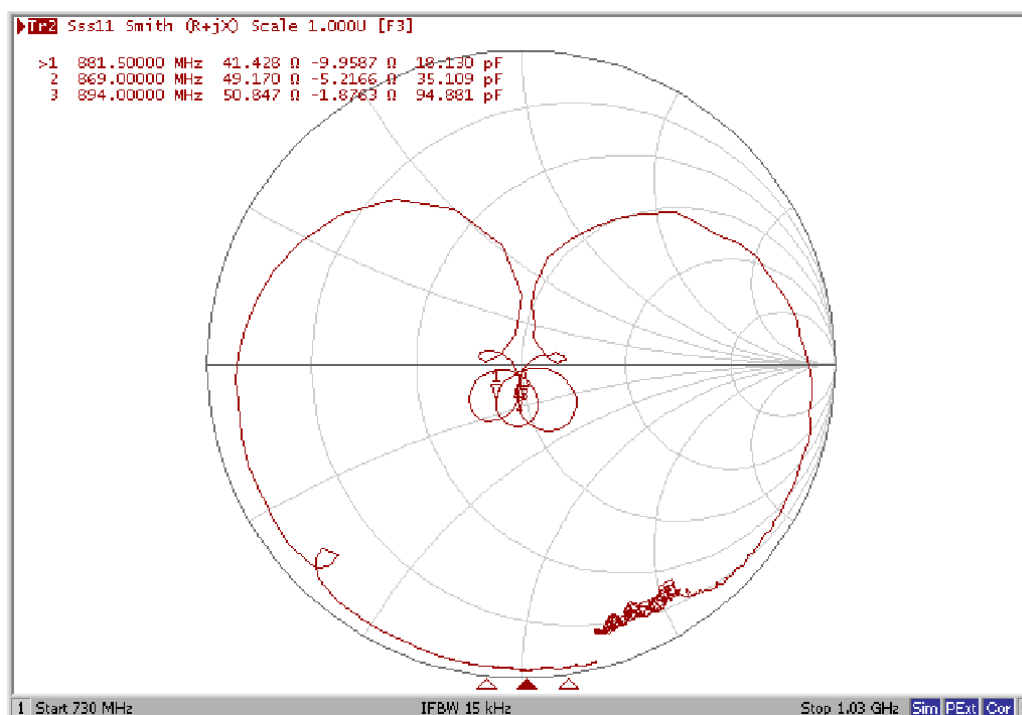 Tr2 Sss11 Smith (R+jX) Scale 1.000U [F3]
>1 881.50000 MHz 41.428 Ω -9.9587 Ω 18.130 pF
2 869.00000 MHz 49.170 Ω -5.2166 Ω 35.109 pF
3 894.00000 MHz 50.847 Ω -1.8763 Ω 94.881 pF
1 Start 730 MHz IFBW 15 kHz Stop 1.03 GHz Sim PExt Cor